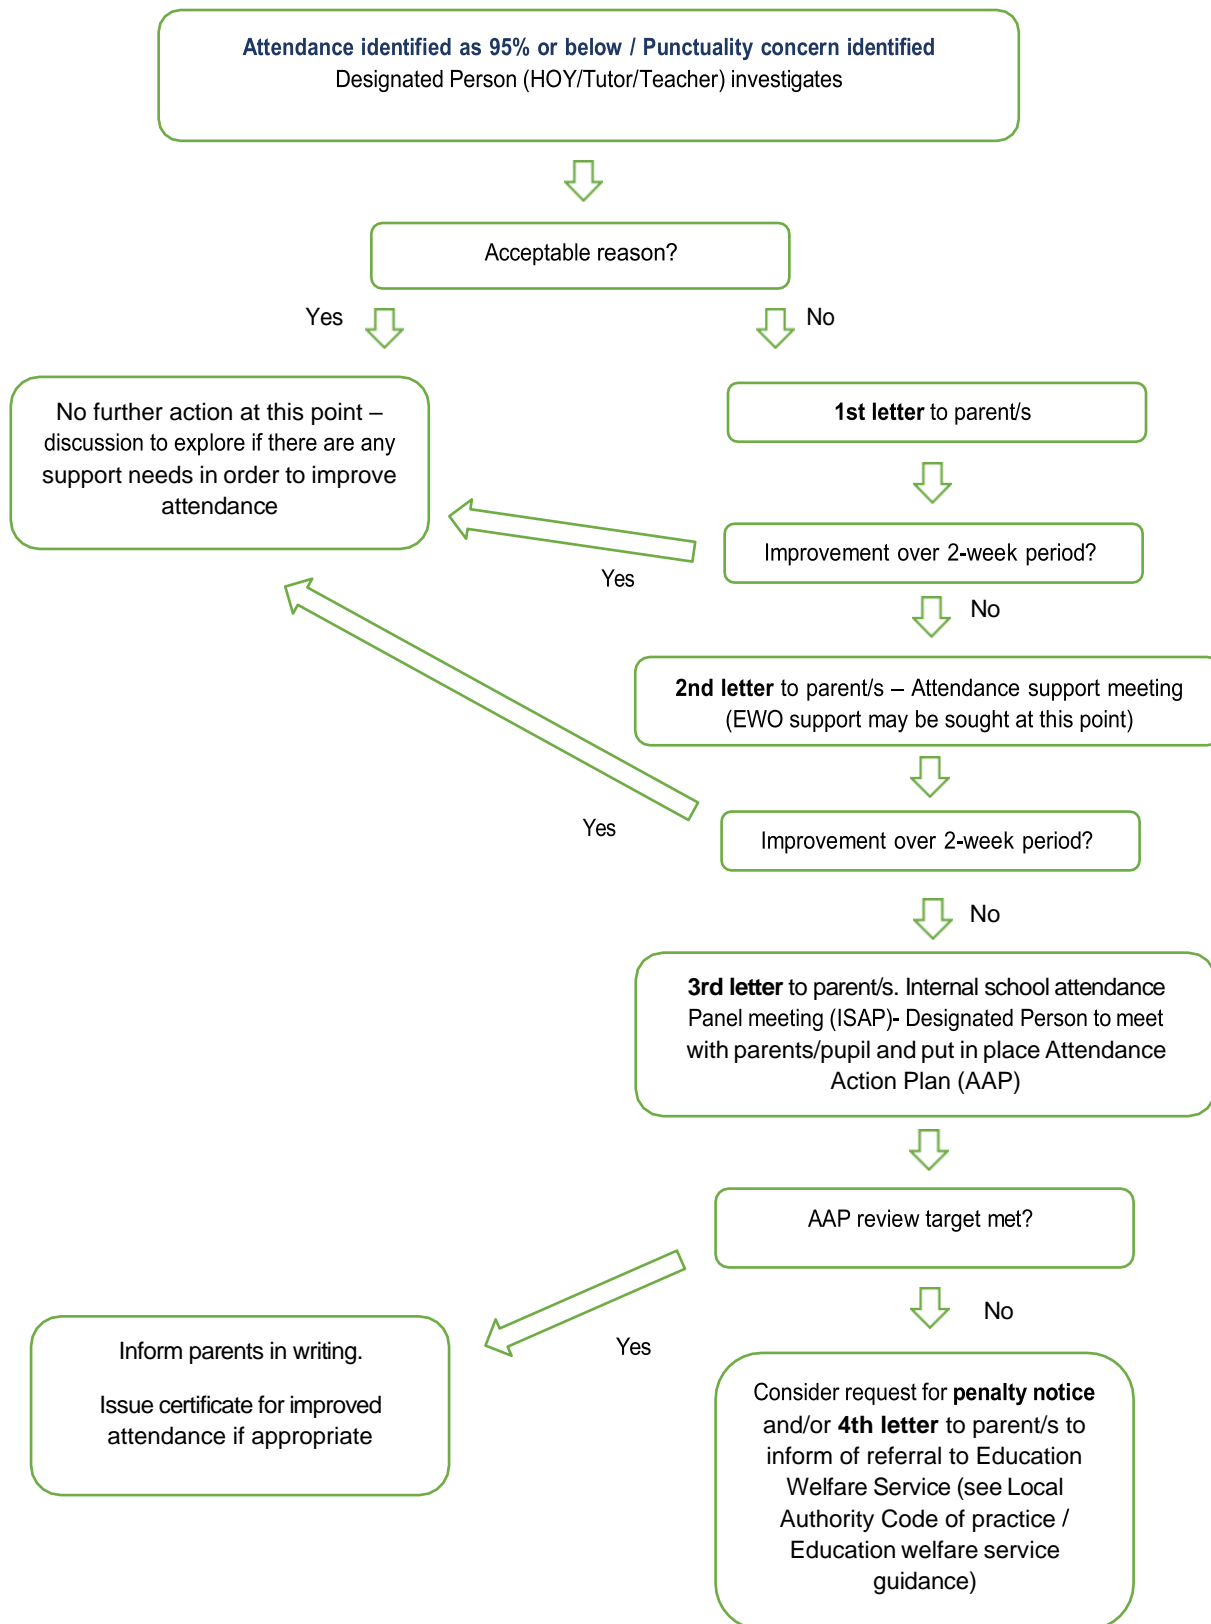 Attendance identified as 95% or below / Punctuality concern identified
Designated Person (HOY/Tutor/Teacher) investigates
Acceptable reason?
Yes
No
No further action at this point –
discussion to explore if there are any
support needs in order to improve
attendance
1st letter to parent/s
Improvement over 2-week period?
Yes
No
2nd letter to parent/s – Attendance support meeting
(EWO support may be sought at this point)
Improvement over 2-week period?
Yes
No
3rd letter to parent/s. Internal school attendance
Panel meeting (ISAP)- Designated Person to meet
with parents/pupil and put in place Attendance
Action Plan (AAP)
AAP review target met?
No
Yes
Inform parents in writing.
Issue certificate for improved
attendance if appropriate
Consider request for penalty notice
and/or 4th letter to parent/s to
inform of referral to Education
Welfare Service (see Local
Authority Code of practice /
Education welfare service
guidance)